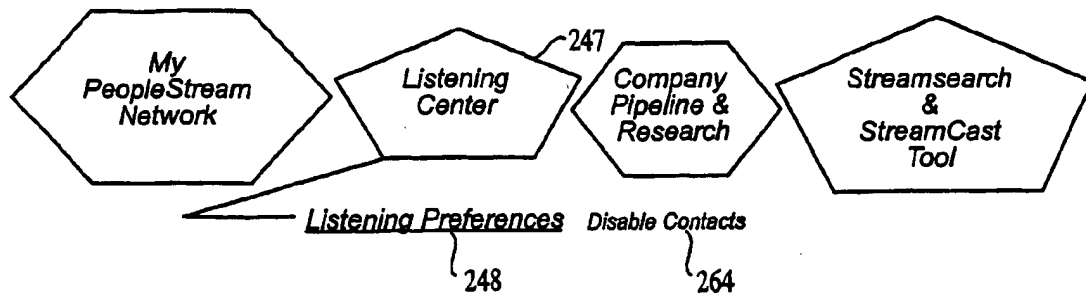 My
PeopleStream
Network
247
Listening
Center
Company
Pipeline &
Research
Streamsearch
&
StreamCast
Tool
Listening Preferences
Disable Contacts
248
264